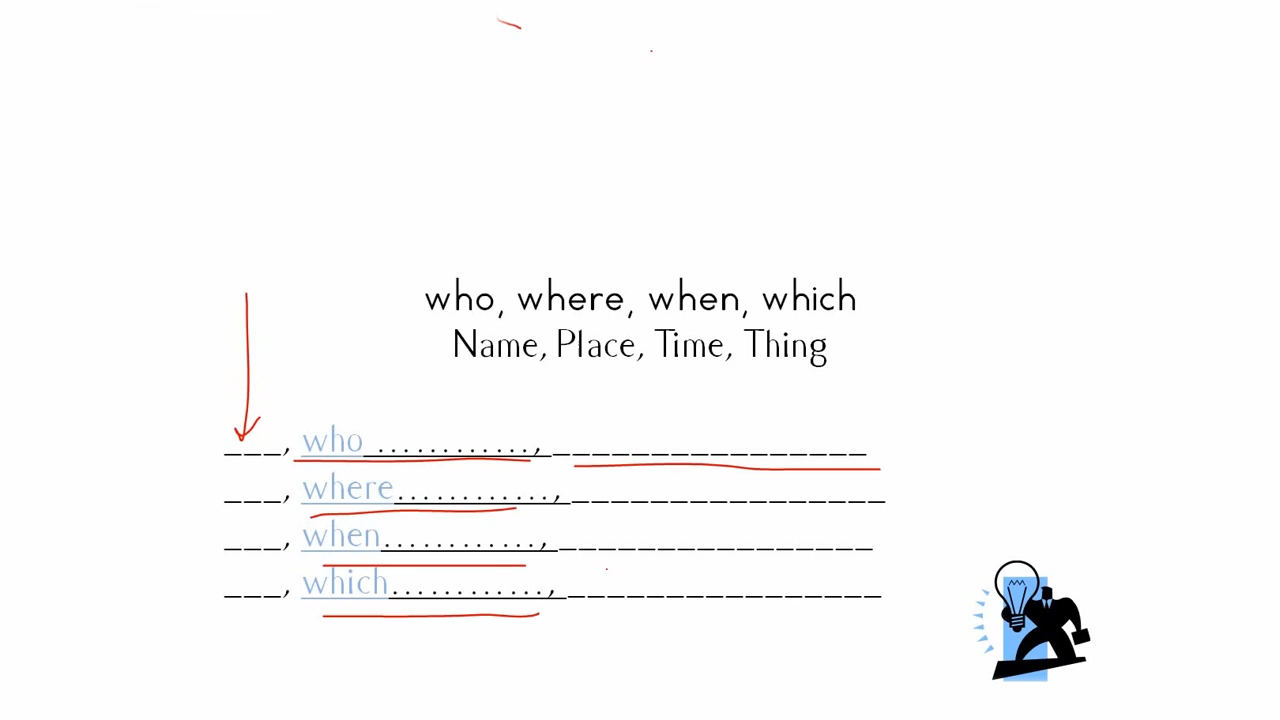 who, where, when, which
Name, Place, Time, Thing
___, who ............, ________________
___, where............., ________________
___, when............., ________________
___, which............., ________________